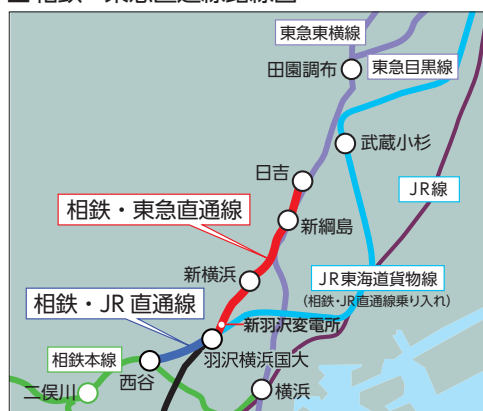 東急東横線
田園調布
東急目黒線
武蔵小杉
日吉
JR線
相鉄・東急直通線
新綱島
新横浜
JR東海道貨物線
(相鉄・JR直通線乗り入れ)
相鉄・JR直通線
新羽沢変電所
羽沢横浜国大
相鉄本線
西谷
二俣川
横浜